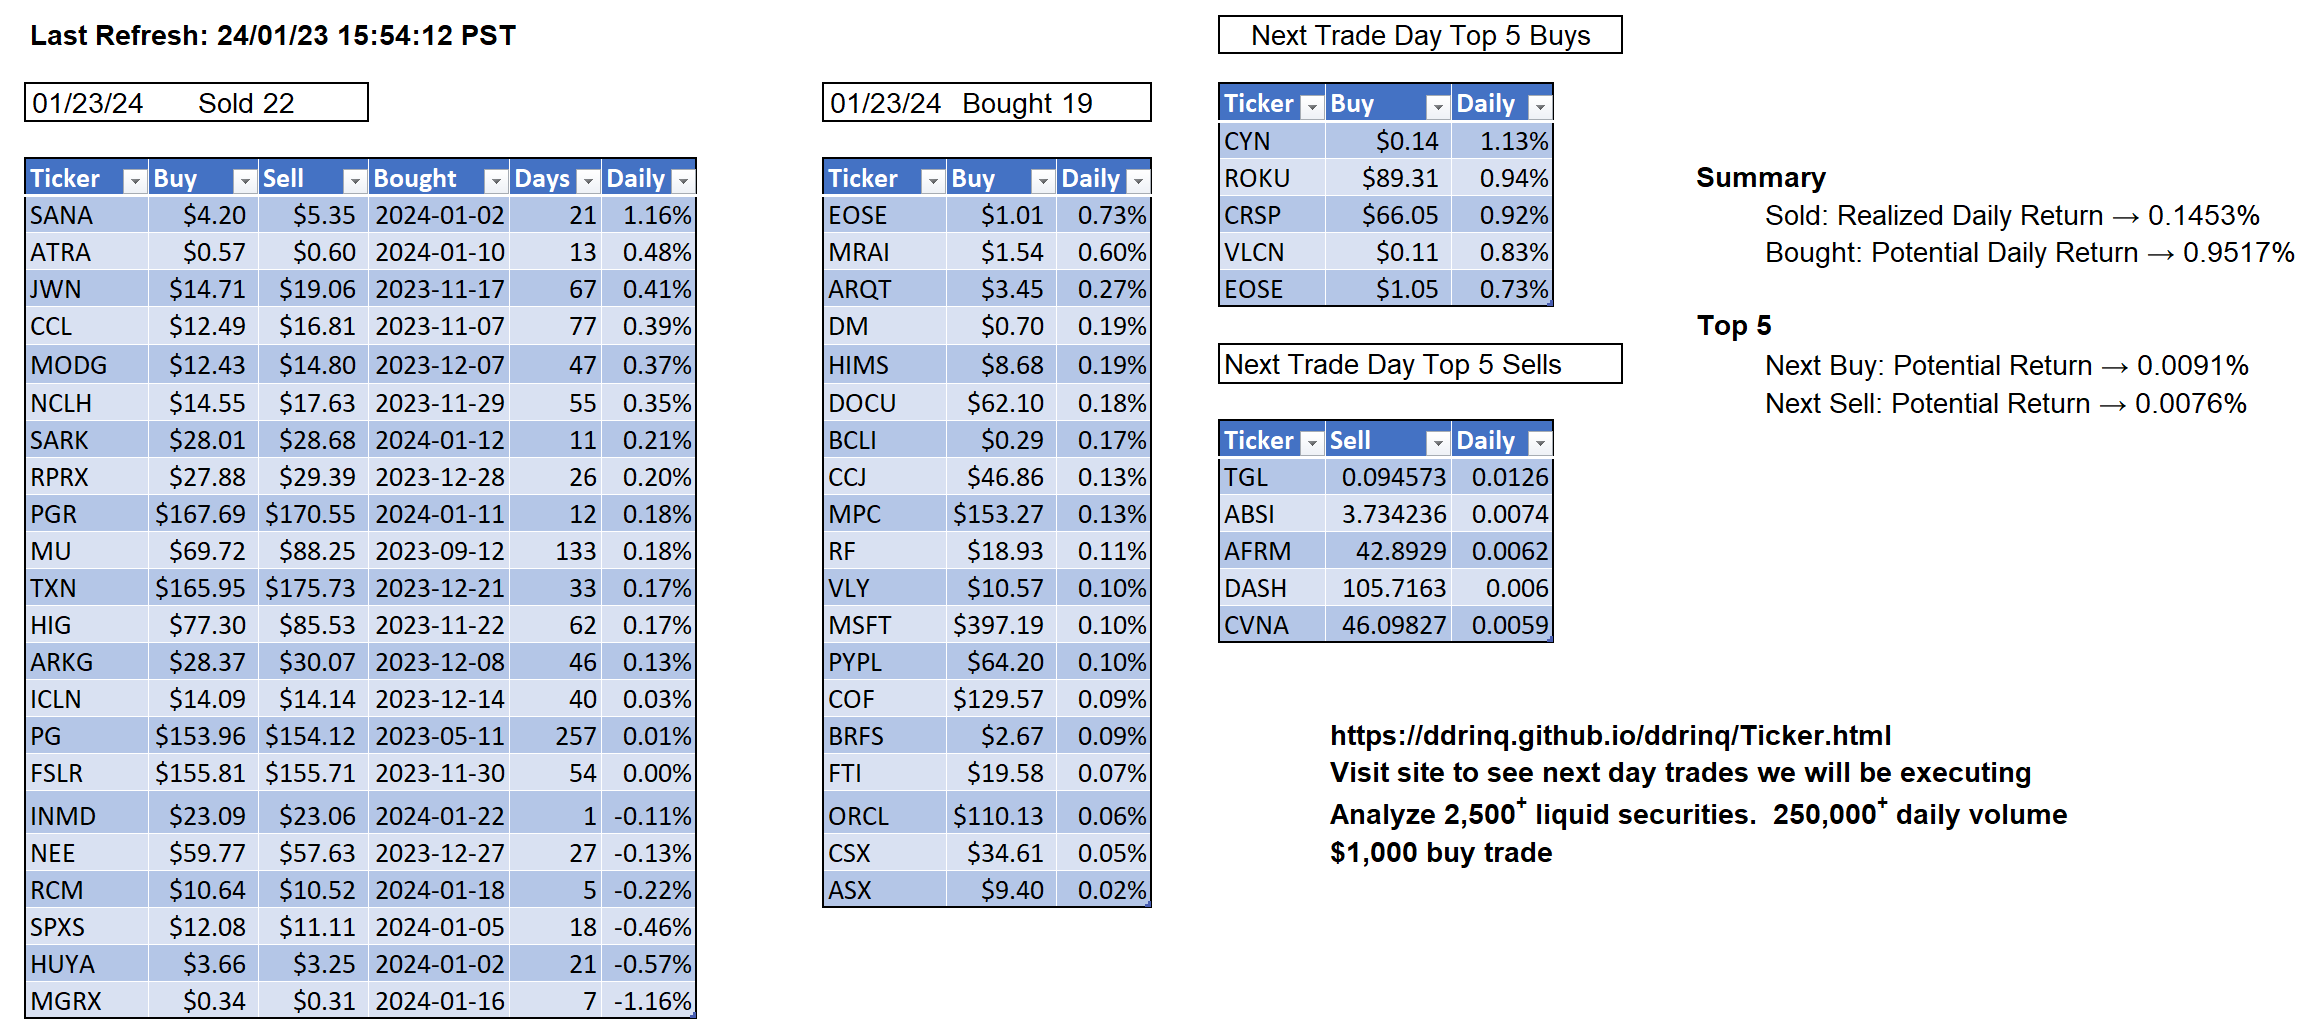 Last Refresh: 24/01/23 15:54:12 PST
01/23/24 Sold 22
Ticker Buy Sell Bought Days Daily
SANA $4.20 $5.35 2024-01-02 21 1.16%
ATRA $0.57 $0.60 2024-01-10 13 0.48%
JWN $14.71 $19.06 2023-11-17 67 0.41%
CCL $12.49 $16.81 2023-11-07 77 0.39%
MODG $12.43 $14.80 2023-12-07 47 0.37%
NCLH $14.55 $17.63 2023-11-29 55 0.35%
SARK $28.01 $28.68 2024-01-12 11 0.21%
RPRX $27.88 $29.39 2023-12-28 26 0.20%
PGR $167.69 $170.55 2024-01-11 12 0.18%
MU $69.72 $88.25 2023-09-12 133 0.18%
TXN $165.95 $175.73 2023-12-21 33 0.17%
HIG $77.30 $85.53 2023-11-22 62 0.17%
ARKG $28.37 $30.07 2023-12-08 46 0.13%
ICLN $14.09 $14.14 2023-12-14 40 0.03%
PG $153.96 $154.12 2023-05-11 257 0.01%
FSLR $155.81 $155.71 2023-11-30 54 0.00%
INMD $23.09 $23.06 2024-01-22 1 -0.11%
NEE $59.77 $57.63 2023-12-27 27 -0.13%
RCM $10.64 $10.52 2024-01-18 5 -0.22%
SPXS $12.08 $11.11 2024-01-05 18 -0.46%
HUYA $3.66 $3.25 2024-01-02 21 -0.57%
MGRX $0.34 $0.31 2024-01-16 7 -1.16%
01/23/24 Bought 19
Ticker Buy Daily
EOSE $1.01 0.73%
MRAI $1.54 0.60%
ARQT $3.45 0.27%
DM $0.70 0.19%
HIMS $8.68 0.19%
DOCU $62.10 0.18%
BCLI $0.29 0.17%
CCJ $46.86 0.13%
MPC $153.27 0.13%
RF $18.93 0.11%
VLY $10.57 0.10%
MSFT $397.19 0.10%
PYPL $64.20 0.10%
COF $129.57 0.09%
BRFS $2.67 0.09%
FTI $19.58 0.07%
ORCL $110.13 0.06%
CSX $34.61 0.05%
ASX $9.40 0.02%
Next Trade Day Top 5 Buys
Ticker Buy Daily
CYN $0.14 1.13%
ROKU $89.31 0.94%
CRSP $66.05 0.92%
VLCN $0.11 0.83%
EOSE $1.05 0.73%
Next Trade Day Top 5 Sells
Ticker Sell Daily
TGL 0.094573 0.0126
ABSI 3.734236 0.0074
AFRM 42.8929 0.0062
DASH 105.7163 0.006
CVNA 46.09827 0.0059
Summary
Sold: Realized Daily Return → 0.1453%
Bought: Potential Daily Return → 0.9517%
Top 5
Next Buy: Potential Return → 0.0091%
Next Sell: Potential Return → 0.0076%
https://ddrinq.github.io/ddrinq/Ticker.html
Visit site to see next day trades we will be executing
Analyze 2,500+ liquid securities. 250,000+ daily volume
$1,000 buy trade